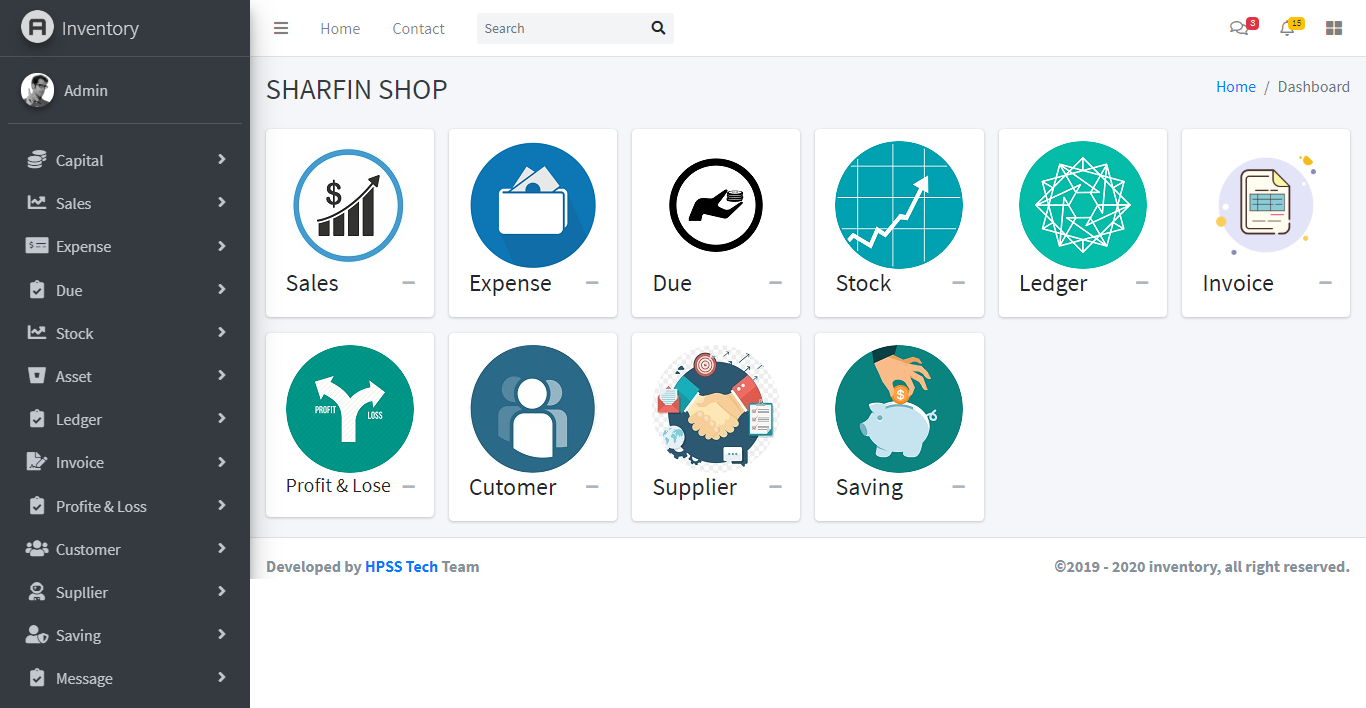 Inventory
Home
Contact
Search
3
15
Admin
SHARFIN SHOP
Home / Dashboard
Capital
Sales
Expense
Due
Stock
Asset
Ledger
Invoice
Profite & Loss
Customer
Supllier
Saving
Message
$
Sales
Expense
Due
Stock
Ledger
Invoice
PROFIT
LOSS
Profit & Lose
Cutomer
Supplier
$
Saving
Developed by HPSS Tech Team
©2019 - 2020 inventory, all right reserved.